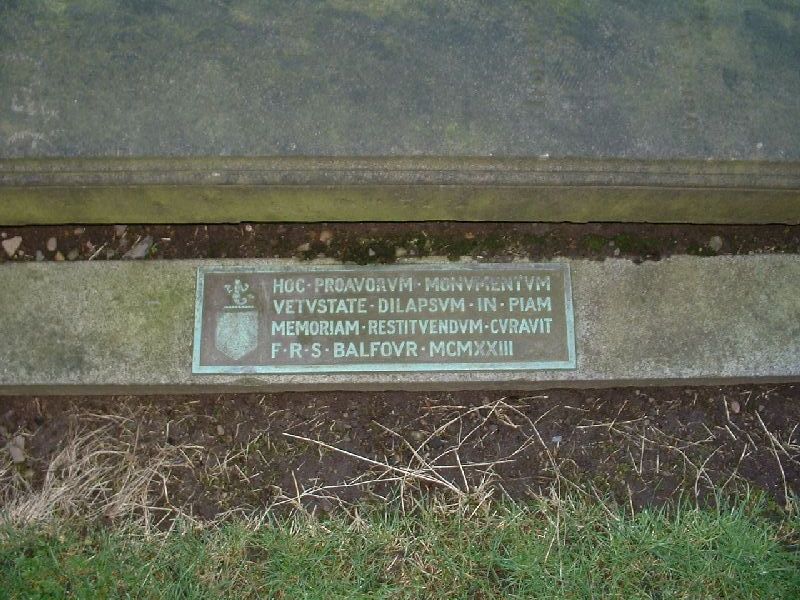 HOC·PROAVORVM·MONVMENTVM
VETVSTATE·DILAPSVM·IN·PIAM
MEMORIAM·RESTITVENDVM·CVRAVIT
F·R·S·BALFOVR·MCMXXIII